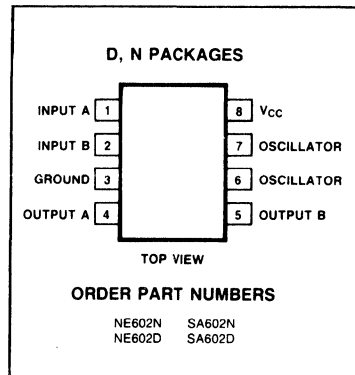 D, N PACKAGES
INPUT A 1 8 VCC
INPUT B 2 7 OSCILLATOR
GROUND 3 6 OSCILLATOR
OUTPUT A 4 5 OUTPUT B
TOP VIEW
ORDER PART NUMBERS
NE602N SA602N
NE602D SA602D